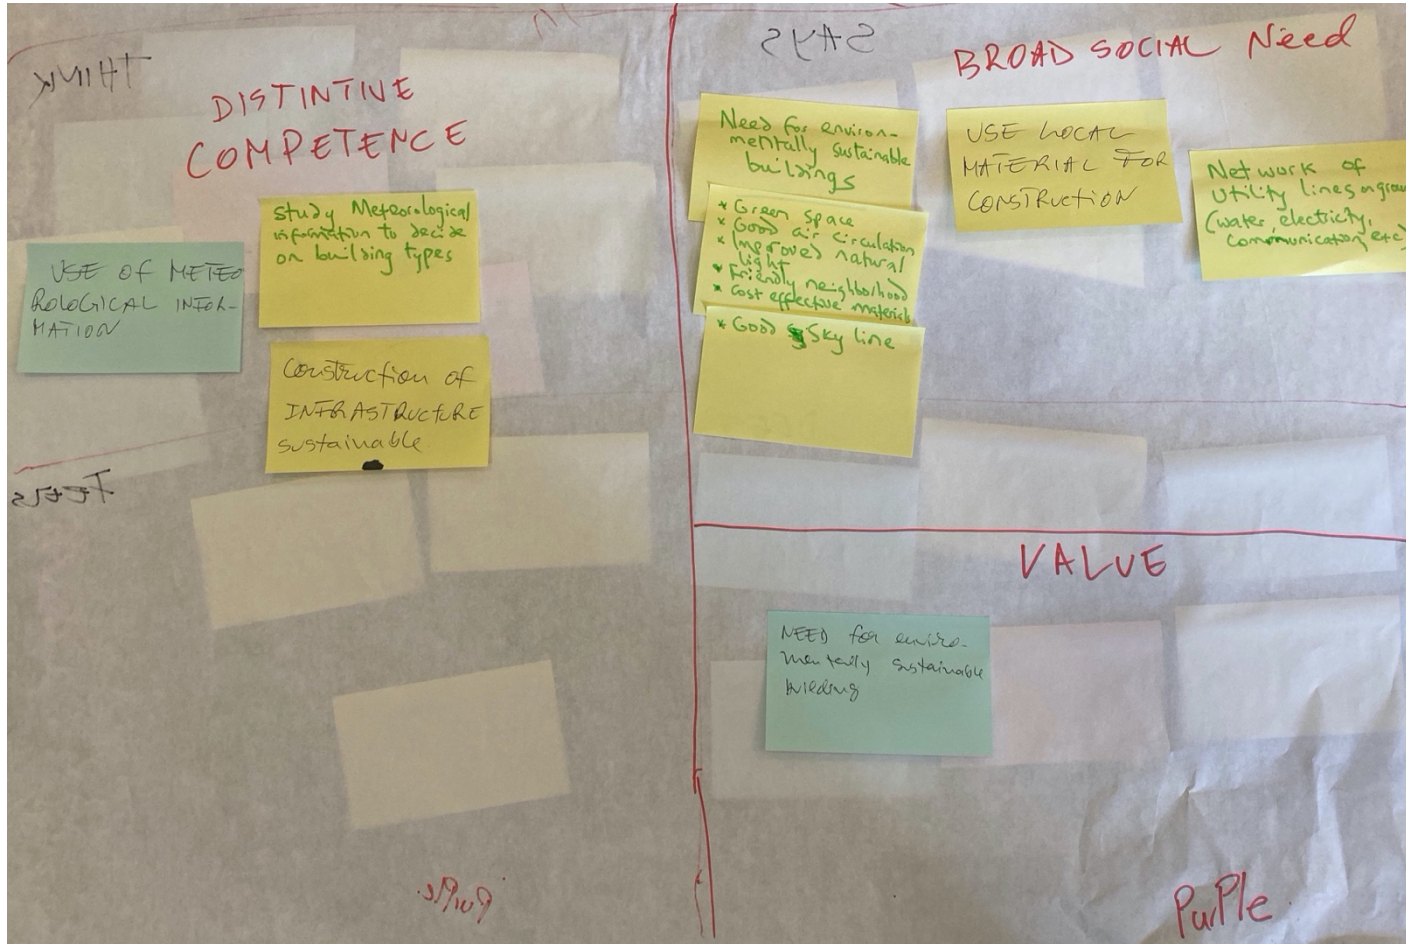 THINK
DISTINTIVE
COMPETENCE
USE OF METEO
ROLOGICAL INFOR-
MATION
Study Meteorological
information to decide
on building types
Construction of
INFRASTRUCTURE
sustainable
Feels
Purple.
SAYS
BROAD SOCIAL Need
Need for environ-
mentally sustainable
buildings
* Green space
* Good air circulation
* Improved natural
light
* Friendly neighborhood
* Cost effective materials
* Good Sky line
USE LOCAL
MATERIAL FOR
CONSTRUCTION
Network of
Utility lines
(water, electricity,
communication, etc)
VALUE
NEED for enviro-
mentally sustainable
Purple.